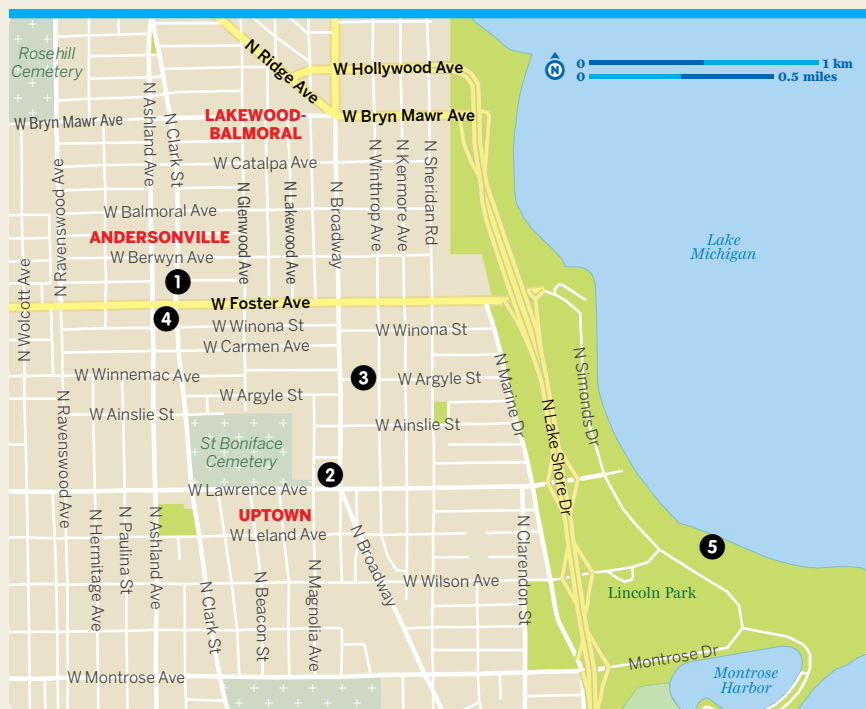 Rosehill
Cemetery
N Ridge Ave
W Hollywood Ave
N
0
1 km
0
0.5 miles
W Bryn Mawr Ave
N Ashland Ave
N Clark St
LAKEWOOD-
BALMORAL
W Bryn Mawr Ave
W Catalpa Ave
N Ravenswood Ave
N Glenwood Ave
N Lakewood Ave
N Broadway
N Winthrop Ave
N Kenmore Ave
N Sheridan Rd
W Balmoral Ave
ANDERSONVILLE
W Berwyn Ave
Lake
Michigan
1
N Wolcott Ave
W Foster Ave
4
W Winona St
W Winona St
W Carmen Ave
N Marine Dr
N Simonds Dr
W Winnemac Ave
3
W Argyle St
W Argyle St
N Ravenswood Ave
W Ainslie St
W Ainslie St
N Lake Shore Dr
St Boniface
Cemetery
2
W Lawrence Ave
UPTOWN
W Leland Ave
N Hermitage Ave
N Paulina St
N Ashland Ave
N Clark St
N Beacon St
N Magnolia Ave
N Broadway
N Clarendon St
5
W Wilson Ave
Lincoln Park
Montrose Dr
W Montrose Ave
Montrose
Harbor